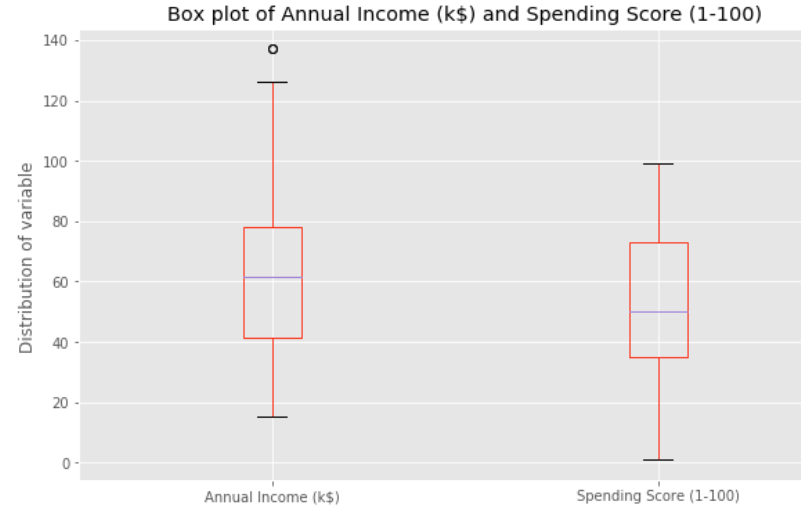 Box plot of Annual Income (k$) and Spending Score (1-100)
140
120
100
80
60
40
20
0
Distribution of variable
Annual Income (k$)
Spending Score (1-100)